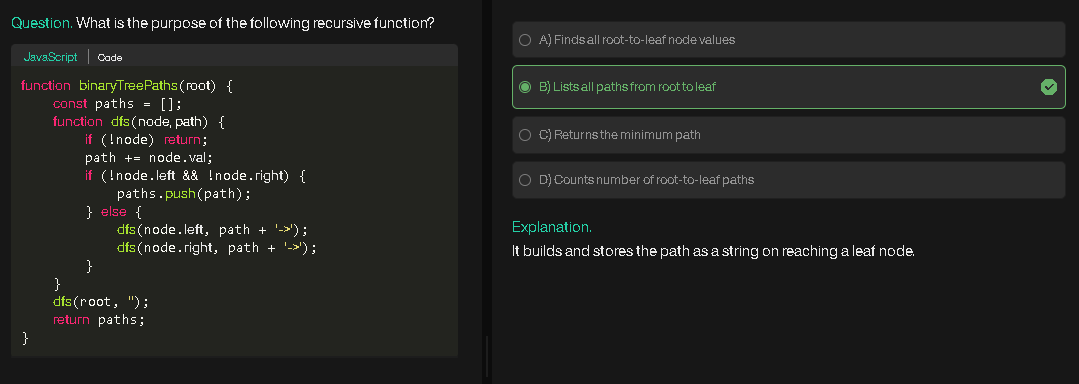 Question. What is the purpose of the following recursive function?
JavaScript | Code
function binaryTreePaths(root) {
    const paths = [];
    function dfs(node, path) {
        if (!node) return;
        path += node.val;
        if (!node.left && !node.right) {
            paths.push(path);
        } else {
            dfs(node.left, path + '->');
            dfs(node.right, path + '->');
        }
    }
    dfs(root, '');
    return paths;
}
A) Finds all root-to-leaf node values
B) Lists all paths from root to leaf
C) Returns the minimum path
D) Counts number of root-to-leaf paths
Explanation.
It builds and stores the path as a string on reaching a leaf node.